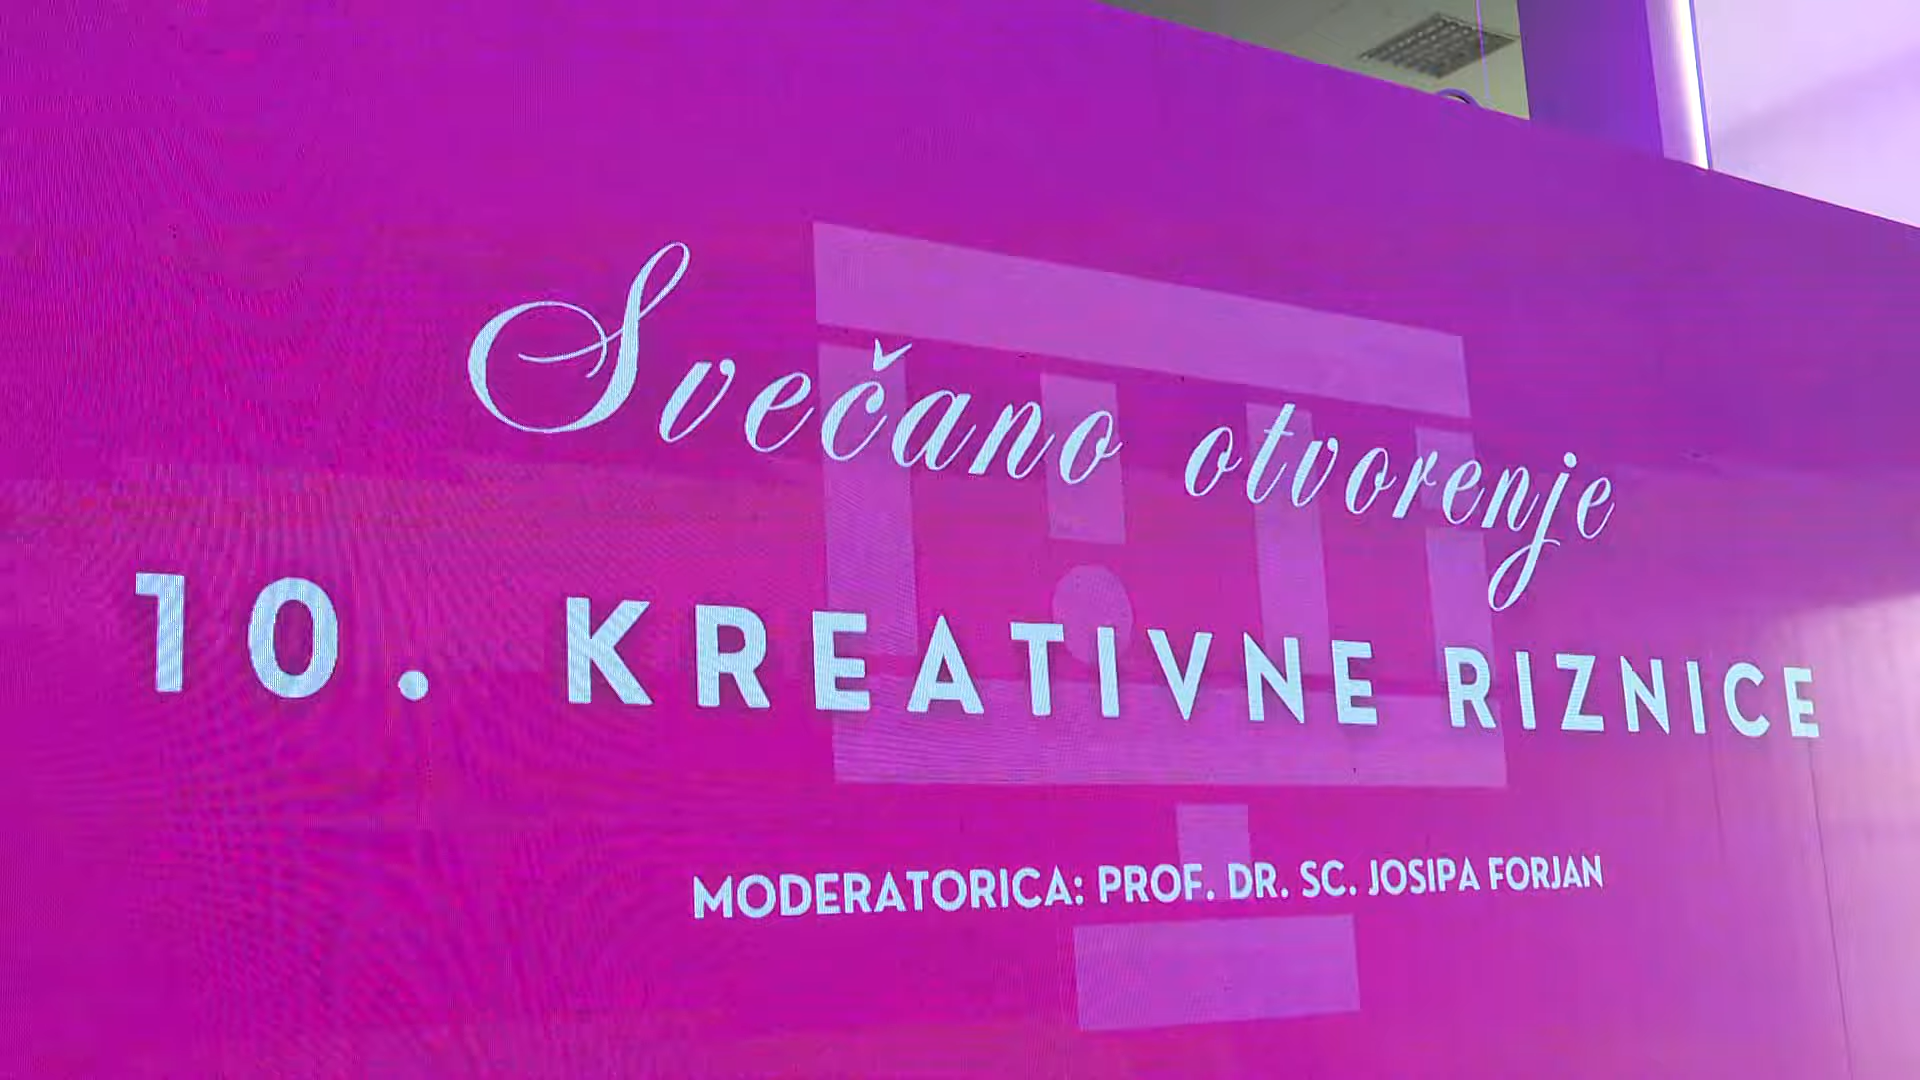 Svečano otvorenje
10. KREATIVNE RIZNICE
MODERATORICA: PROF. DR. SC. JOSIPA FORJAN